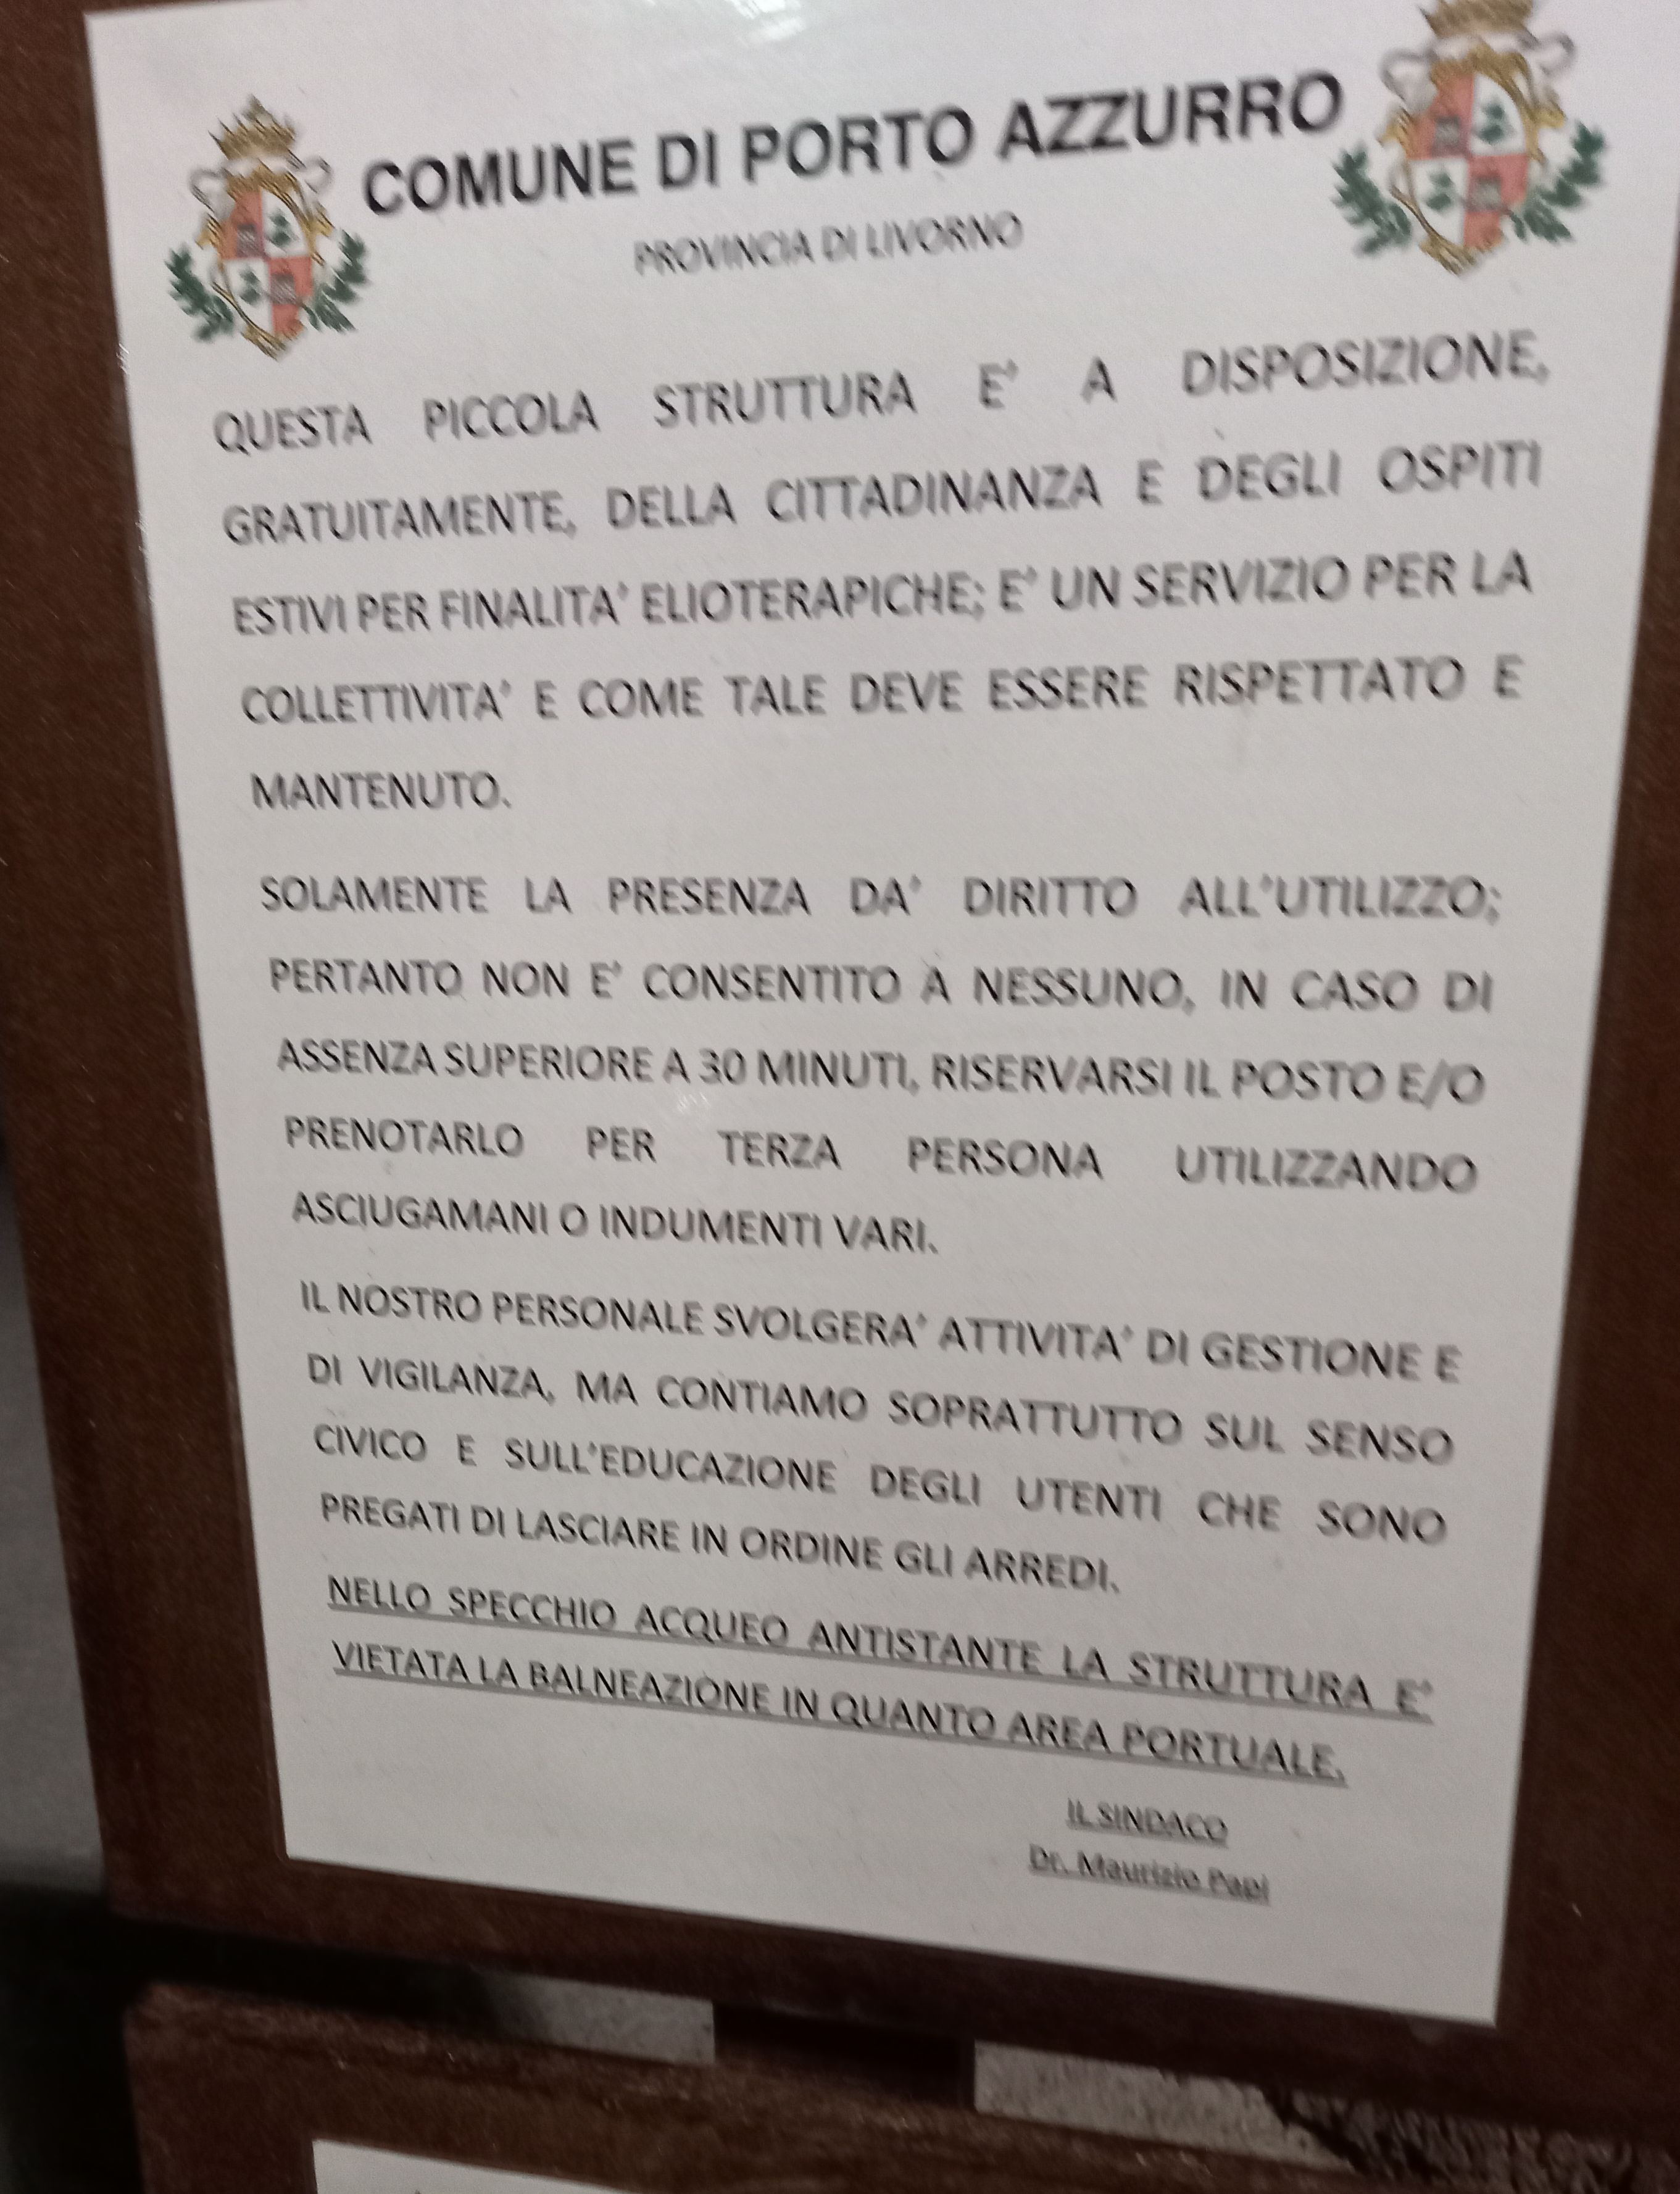 COMUNE DI PORTO AZZURRO
PROVINCIA DI LIVORNO
QUESTA PICCOLA STRUTTURA E' A DISPOSIZIONE,
GRATUITAMENTE, DELLA CITTADINANZA E DEGLI OSPITI
ESTIVI PER FINALITA' ELIOTERAPICHE; E' UN SERVIZIO PER LA
COLLETTIVITA' E COME TALE DEVE ESSERE RISPETTATO E
MANTENUTO.
SOLAMENTE LA PRESENZA DA' DIRITTO ALL'UTILIZZO;
PERTANTO NON E' CONSENTITO A NESSUNO, IN CASO DI
ASSENZA SUPERIORE A 30 MINUTI, RISERVARSI IL POSTO E/O
PRENOTARLO PER TERZA PERSONA UTILIZZANDO
ASCIUGAMANI O INDUMENTI VARI.
IL NOSTRO PERSONALE SVOLGERA' ATTIVITA' DI GESTIONE E
DI VIGILANZA, MA CONTIAMO SOPRATTUTTO SUL SENSO
CIVICO E SULL'EDUCAZIONE DEGLI UTENTI CHE SONO
PREGATI DI LASCIARE IN ORDINE GLI ARREDI.
NELLO SPECCHIO ACQUEO ANTISTANTE LA STRUTTURA E'
VIETATA LA BALNEAZIONE IN QUANTO AREA PORTUALE.
IL SINDACO
Dr. Maurizio Papi